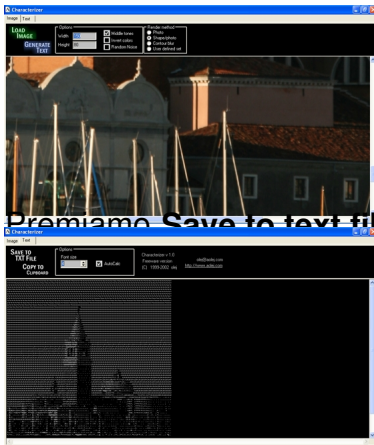 Characterizer
Image Text
LOAD IMAGE
GENERATE TEXT
Options
Width
Height
Middle tones
Invert colors
Random Noise
Render method
Photo
Shape/photo
Contour/blur
User defined set
Premiamo Save to text fil
Characterizer
Image Text
SAVE TO TXT FILE
COPY TO CLIPBOARD
Options
Font size
AutoCalc
Characterizer v 1.0
Freeware version
(C) 1999-2002